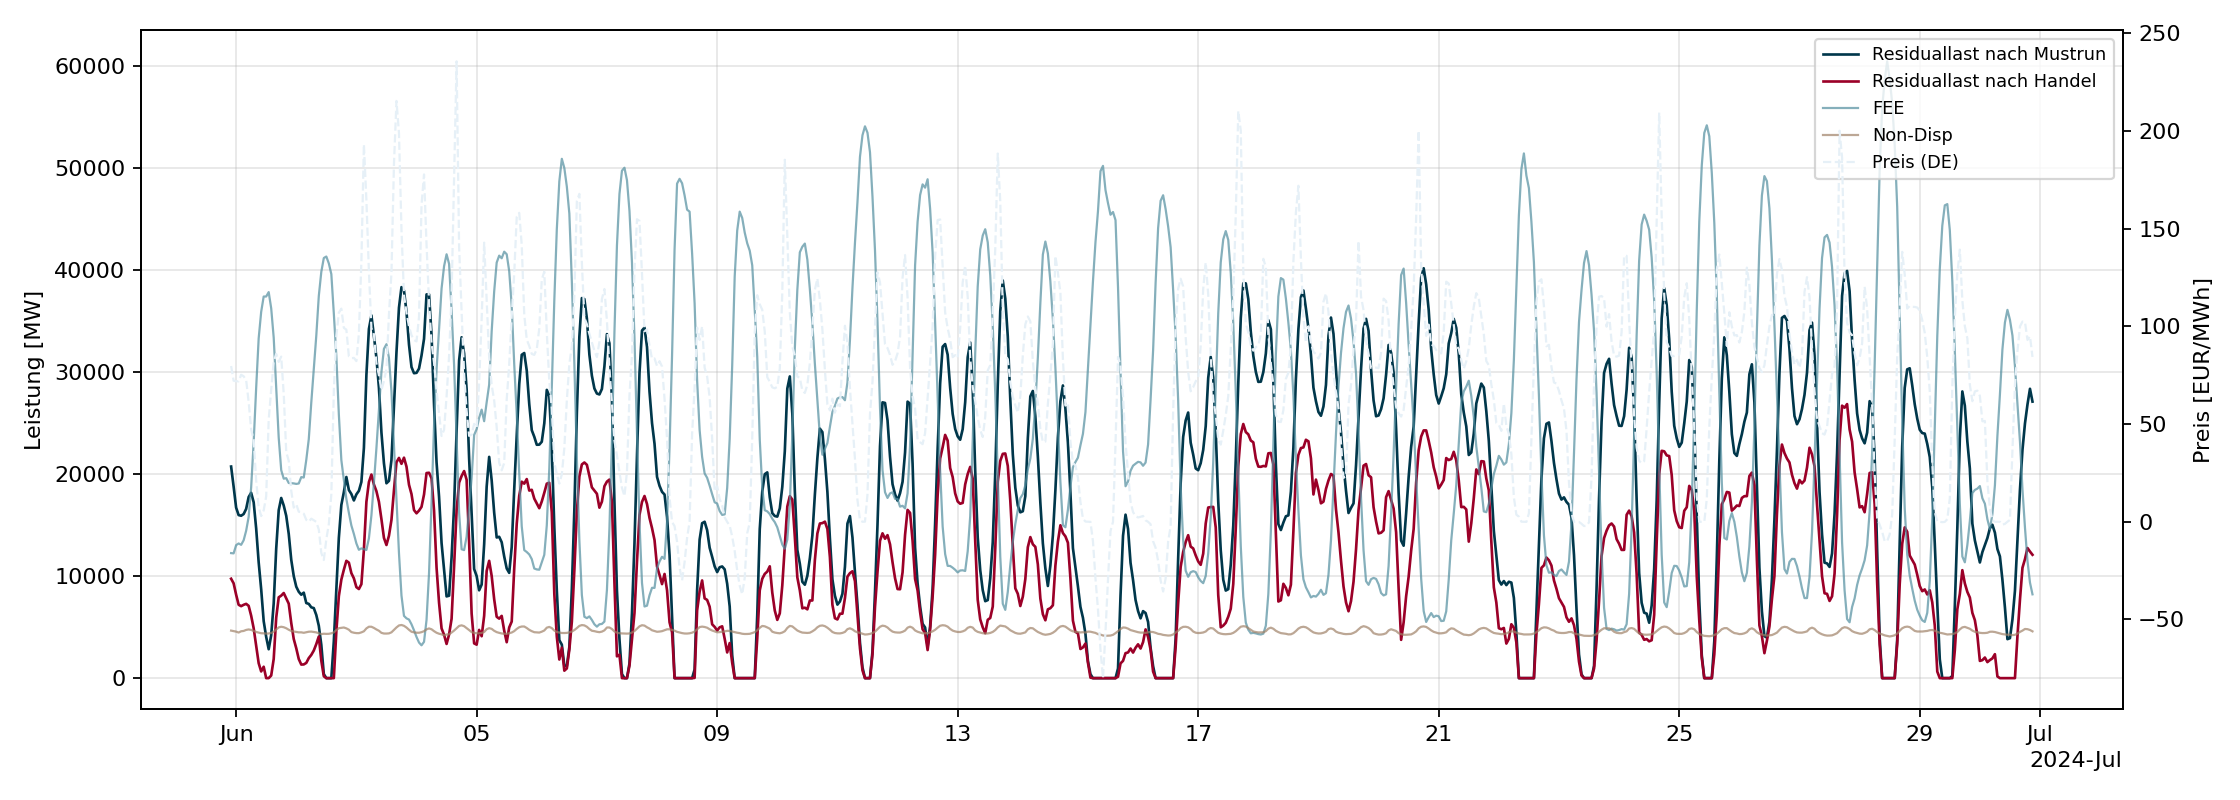 Residuallast nach Mustrun
Residuallast nach Handel
FEE
Non-Disp
Preis (DE)
Leistung [MW]
60000
50000
40000
30000
20000
10000
0
Preis [EUR/MWh]
250
200
150
100
50
0
−50
Jun
05
09
13
17
21
25
29
Jul
2024-Jul